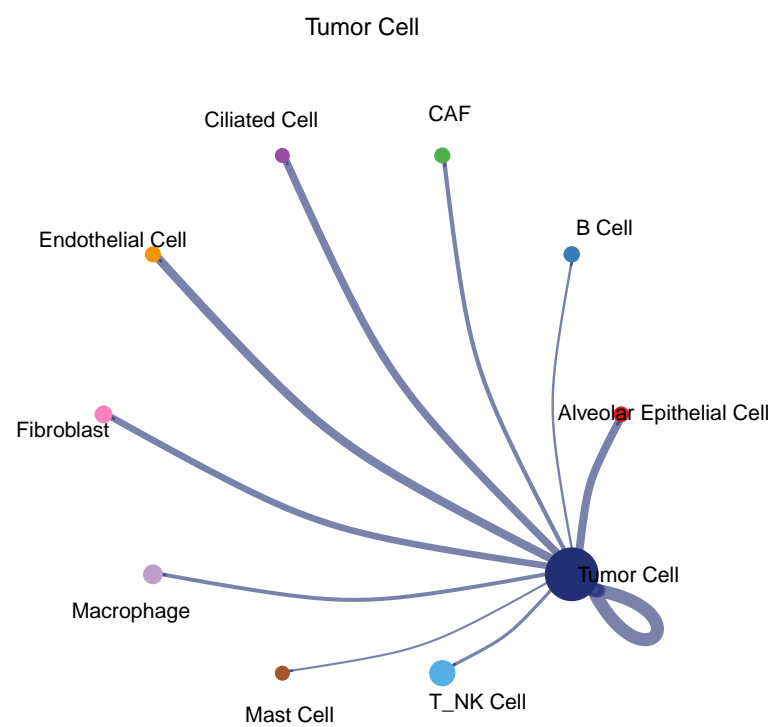 Tumor Cell
CAF
Ciliated Cell
B Cell
Endothelial Cell
Alveolar Epithelial Cell
Fibroblast
Tumor Cell
Macrophage
T_NK Cell
Mast Cell